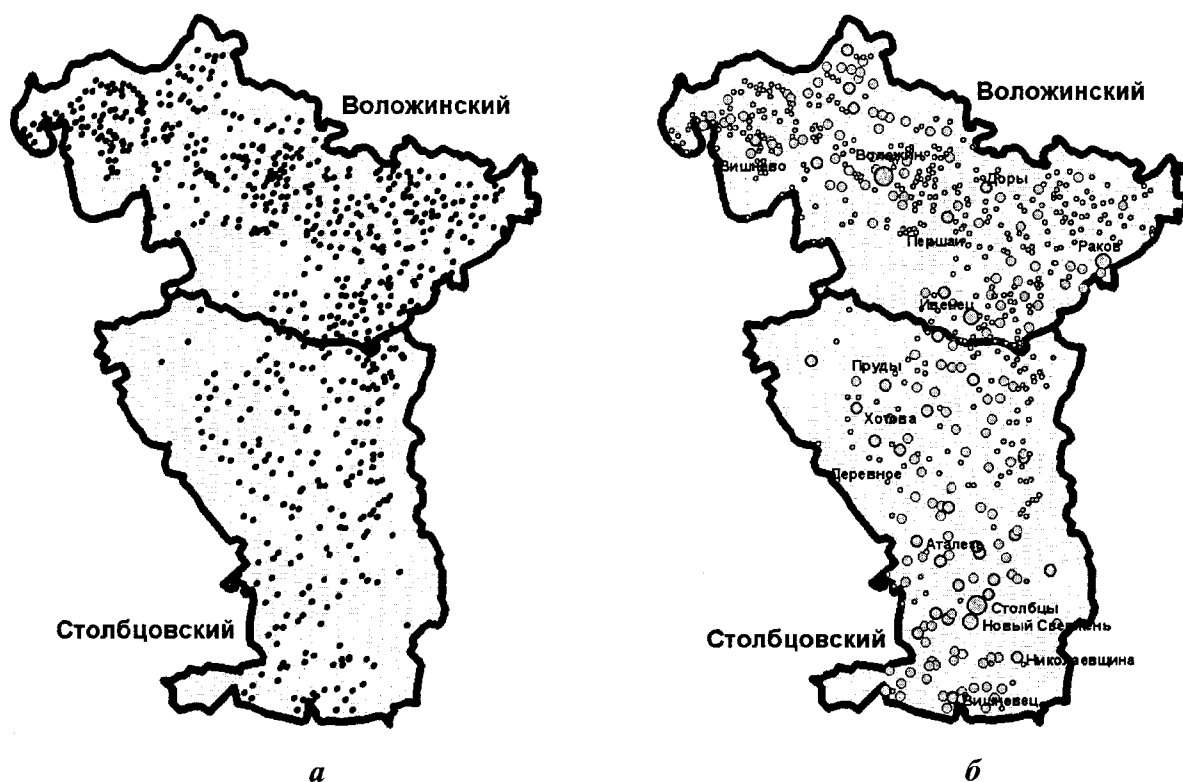 Воложинский
Столбцовский
а
Воложинский
Вишнево
Воложин
Доры
Першаи
Раков
Ивенец
Пруды
Хотова
Деревное
Аталезь
Столбцы
Новый Свержень
Столбцовский
Николаевщина
Вишневец
б